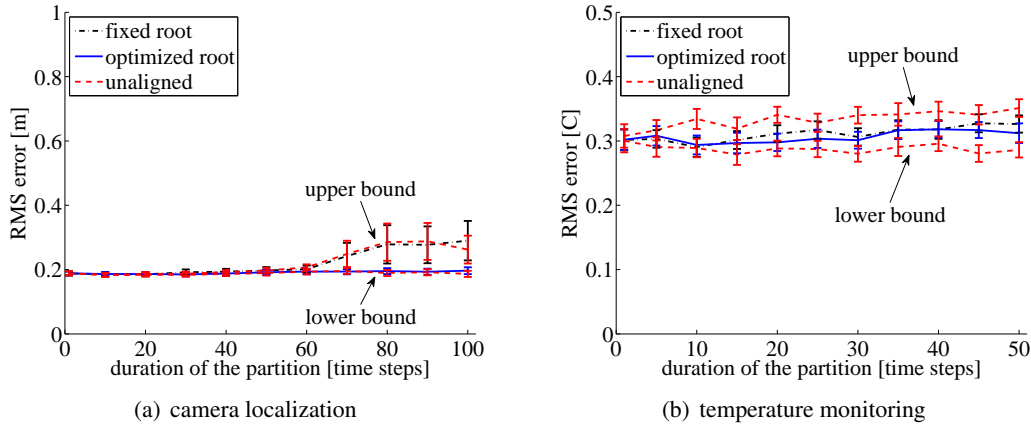 1
0.8
0.6
0.4
0.2
0
RMS error [m]
fixed root
optimized root
unaligned
upper bound
lower bound
0 20 40 60 80 100
duration of the partition [time steps]
(a) camera localization
0.5
0.4
0.3
0.2
0.1
0
RMS error [C]
fixed root
optimized root
unaligned
upper bound
lower bound
0 10 20 30 40 50
duration of the partition [time steps]
(b) temperature monitoring